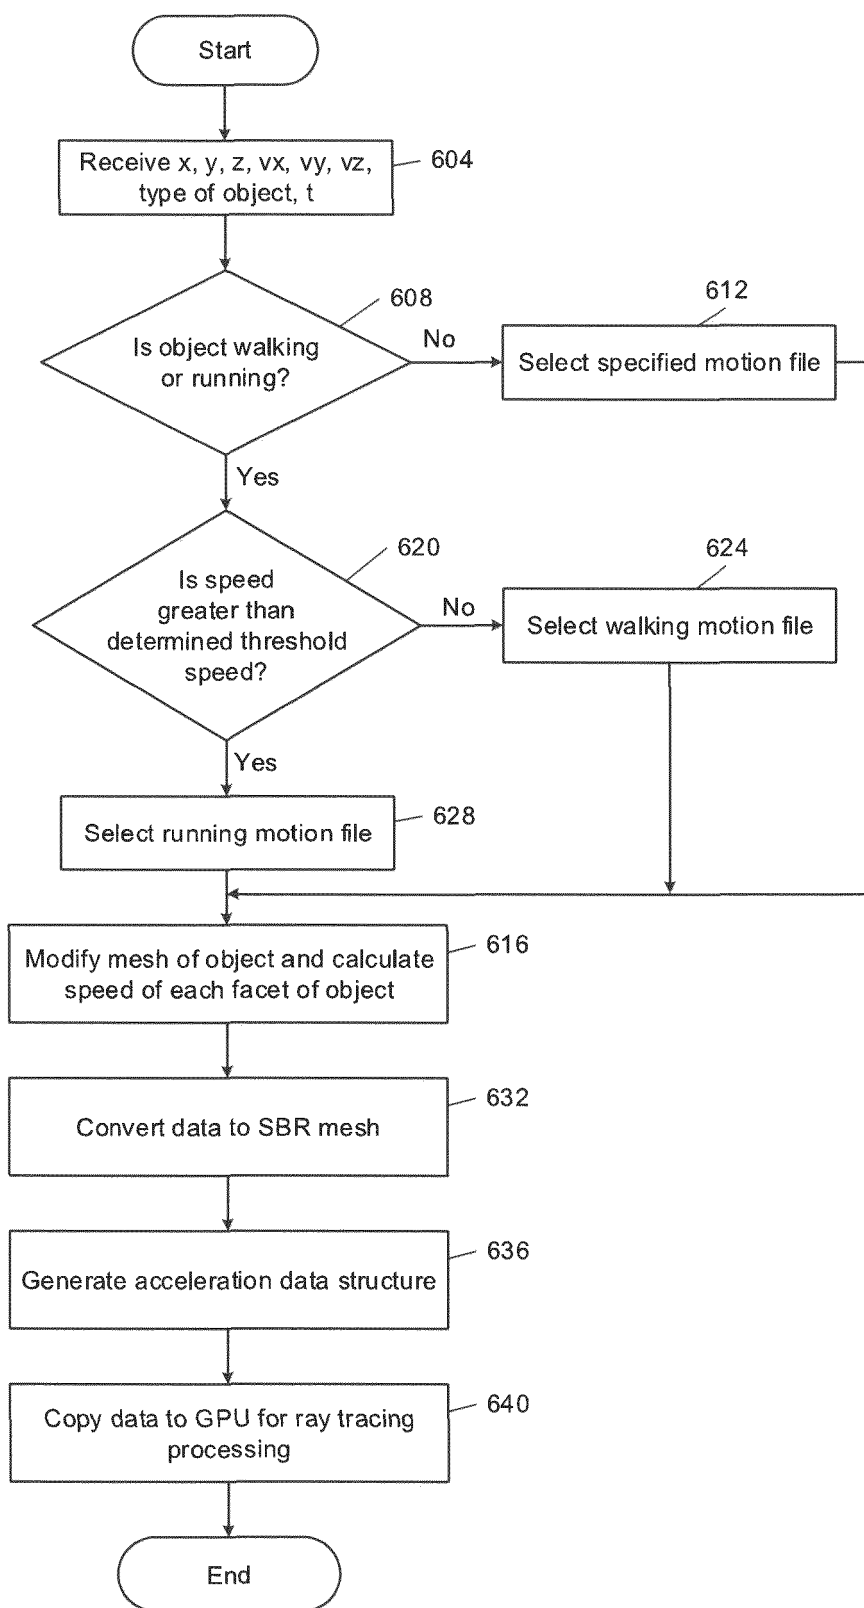 Start
Receive x, y, z, vx, vy, vz,
type of object, t
604
608
Is object walking
or running?
No
612
Select specified motion file
Yes
620
Is speed
greater than
determined threshold
speed?
No
624
Select walking motion file
Yes
Select running motion file
628
Modify mesh of object and calculate
speed of each facet of object
616
Convert data to SBR mesh
632
Generate acceleration data structure
636
Copy data to GPU for ray tracing
processing
640
End